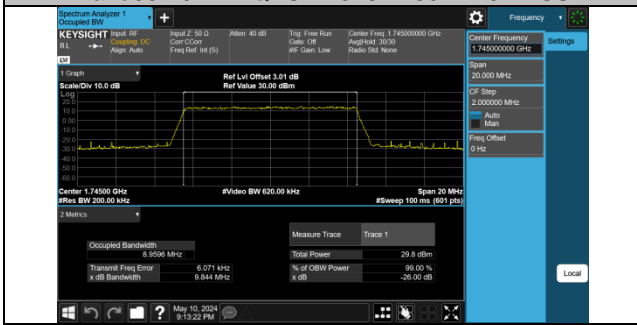 Spectrum Analyzer 1
Occupied BW
Frequency
KEYSIGHT
Input: RF
Coupling: DC
Align: Auto
Input Z: 50 Ω
Corr CCorr
Freq Ref: Int (S)
Atten: 40 dB
Trig: Free Run
Gate: Off
#IF Gain: Low
Center Freq: 1.745000000 GHz
Avg|Hold: 30/30
Radio Std: None
RL
LNI
Center Frequency
1.745000000 GHz
Settings
Span
20.000 MHz
CF Step
2.000000 MHz
Auto
Man
Freq Offset
0 Hz
Local
1 Graph
Scale/Div 10.0 dB
Ref Lvl Offset 3.01 dB
Ref Value 30.00 dBm
Log
20.0
10.0
0.00
-10.0
-20.0
-30.0
-40.0
-50.0
-60.0
Center 1.74500 GHz
#Video BW 620.00 kHz
Span 20 MHz
#Res BW 200.00 kHz
#Sweep 100 ms (601 pts)
2 Metrics
Measure Trace
Trace 1
Occupied Bandwidth
8.9596 MHz
Total Power
29.8 dBm
Transmit Freq Error
6.071 kHz
% of OBW Power
99.00 %
x dB Bandwidth
9.844 MHz
x dB
-26.00 dB
May 10, 2024
9:13:22 PM